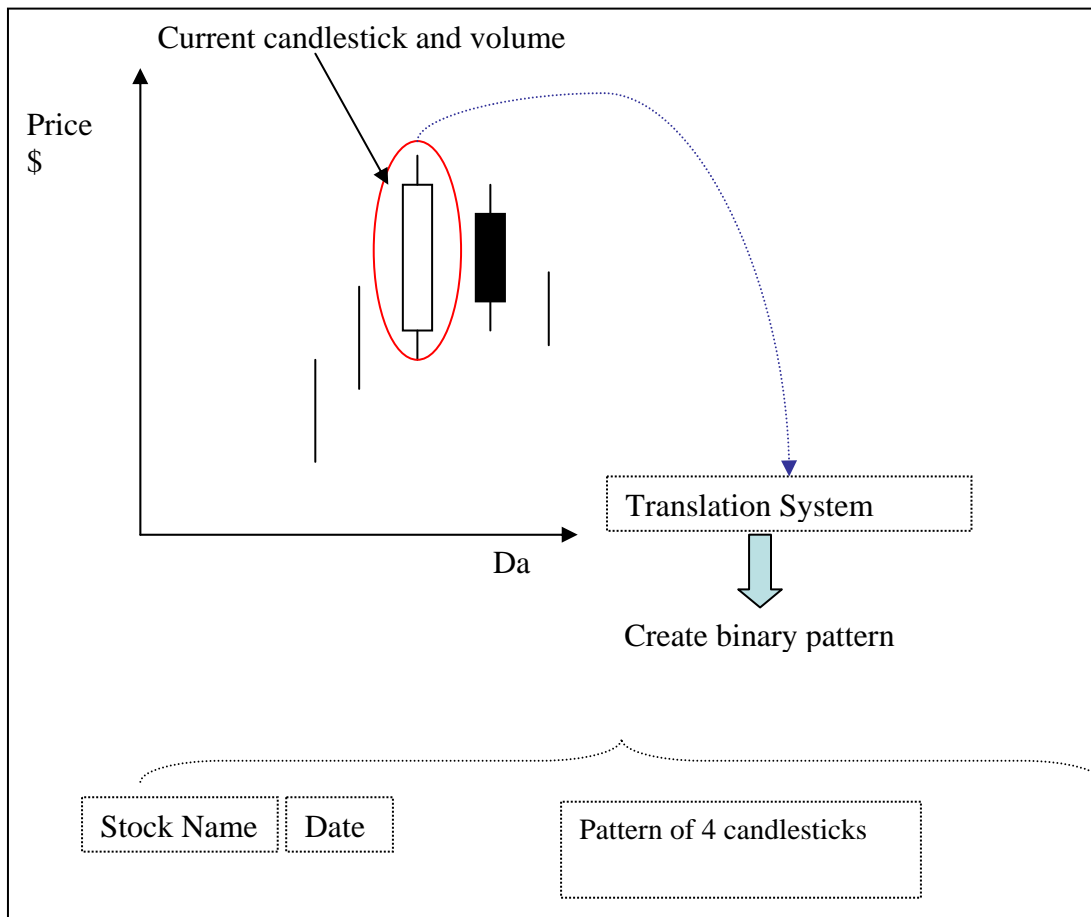 Current candlestick and volume
Price
$
Da
Translation System
Create binary pattern
Stock Name
Date
Pattern of 4 candlesticks